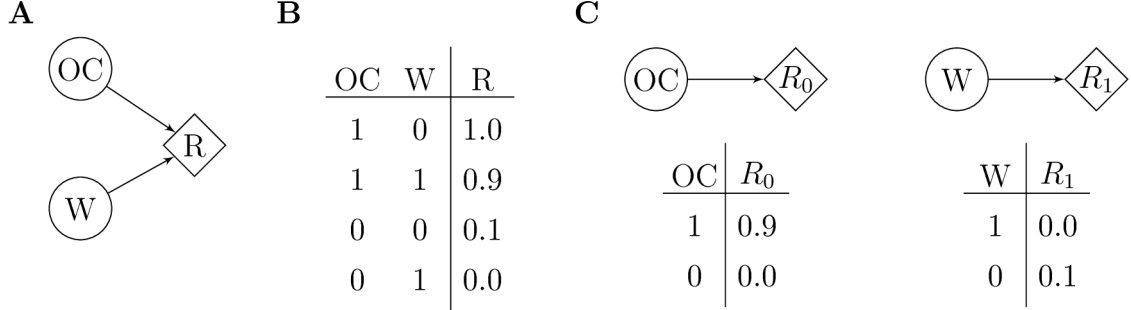 A
OC
W
R
B
OC W R
1 0 1.0
1 1 0.9
0 0 0.1
0 1 0.0
C
OC R₀
OC R₀
1 0.9
0 0.0
W R₁
W R₁
1 0.0
0 0.1